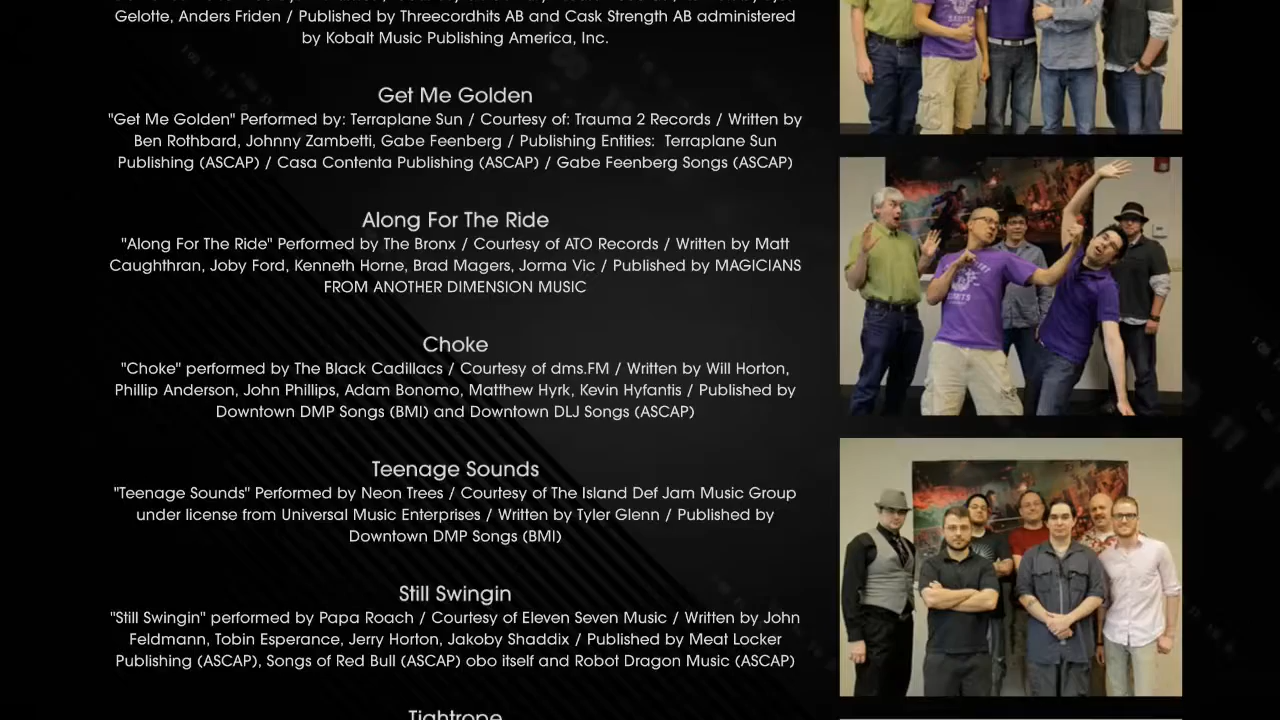 Gelotte, Anders Friden / Published by Threecordhits AB and Cask Strength AB administered
by Kobalt Music Publishing America, Inc.
Get Me Golden
"Get Me Golden" Performed by: Terraplane Sun / Courtesy of: Trauma 2 Records / Written by
Ben Rothbard, Johnny Zambetti, Gabe Feenberg / Publishing Entities: Terraplane Sun
Publishing (ASCAP) / Casa Contenta Publishing (ASCAP) / Gabe Feenberg Songs (ASCAP)
Along For The Ride
"Along For The Ride" Performed by The Bronx / Courtesy of ATO Records / Written by Matt
Caughthran, Joby Ford, Kenneth Horne, Brad Magers, Jorma Vic / Published by MAGICIANS
FROM ANOTHER DIMENSION MUSIC
Choke
"Choke" performed by The Black Cadillacs / Courtesy of dms.FM / Written by Will Horton,
Phillip Anderson, John Phillips, Adam Bonomo, Matthew Hyrk, Kevin Hyfantis / Published by
Downtown DMP Songs (BMI) and Downtown DLJ Songs (ASCAP)
Teenage Sounds
"Teenage Sounds" Performed by Neon Trees / Courtesy of The Island Def Jam Music Group
under license from Universal Music Enterprises / Written by Tyler Glenn / Published by
Downtown DMP Songs (BMI)
Still Swingin
"Still Swingin" performed by Papa Roach / Courtesy of Eleven Seven Music / Written by John
Feldmann, Tobin Esperance, Jerry Horton, Jakoby Shaddix / Published by Meat Locker
Publishing (ASCAP), Songs of Red Bull (ASCAP) obo itself and Robot Dragon Music (ASCAP)
Tightrope